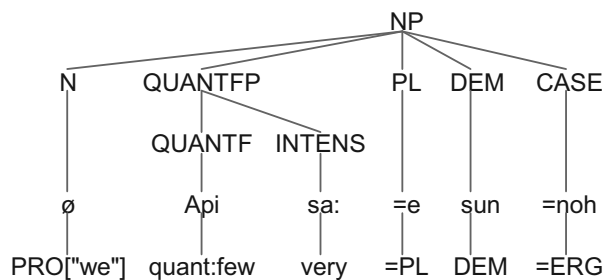 NP
N QUANTFP PL DEM CASE
QUANTF INTENS
ø Api sa: =e sun =noh
PRO["we"] quant:few very =PL DEM =ERG